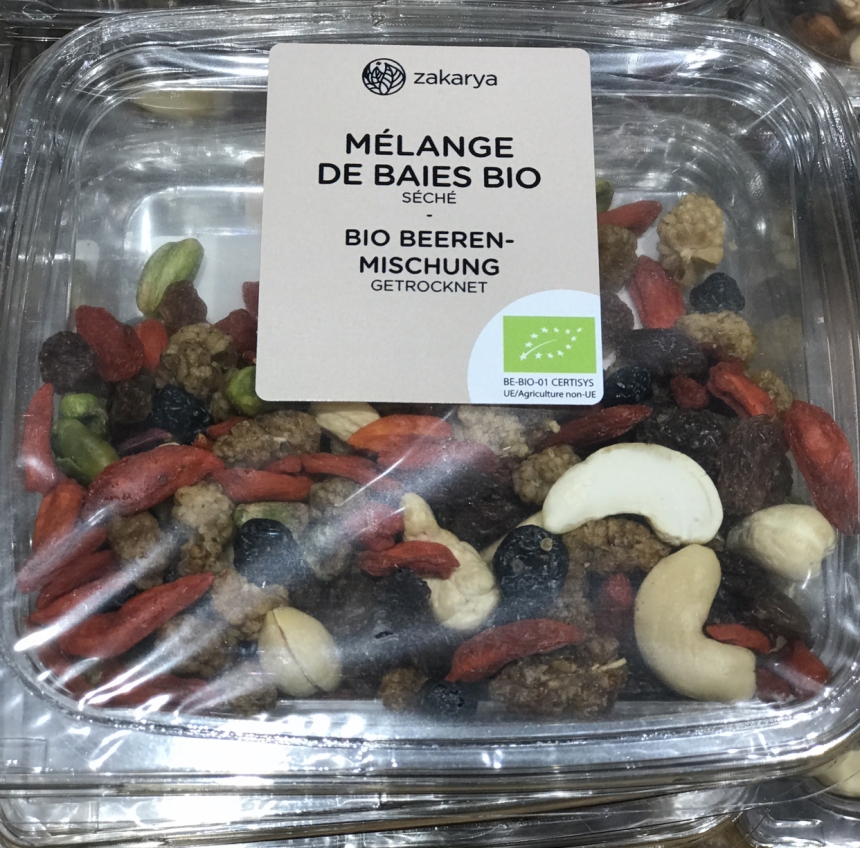 zakarya
MÉLANGE
DE BAIES BIO
SÉCHÉ
-
BIO BEEREN-
MISCHUNG
GETROCKNET
BE-BIO-01 CERTISYS
UE/Agriculture non-UE